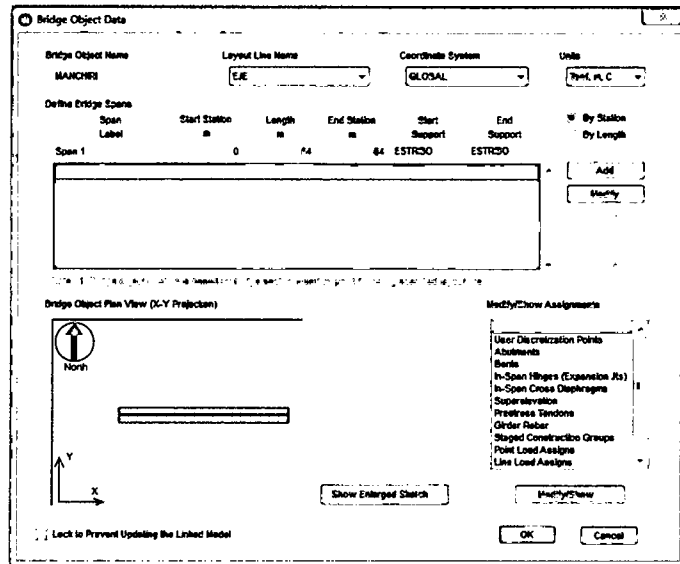 Bridge Object Data
Bridge Object Name Layout Line Name Coordinate System Units
MANCHIRI EJE GLOBAL Tonf, m, C
Define Bridge Spans
Span Start Station Length End Station Start End
Label m m m Support Support
By Station
By Length
Span 1 0 64 64 ESTRIBO ESTRIBO
Add
Modify
Bridge Object Plan View (X-Y Projection)
Modify/Show Assignments
North
Y
X
User Discretization Points
Abutments
Bents
In-Span Hinges (Expansion Jts)
In-Span Cross Diaphragms
Superelevation
Prestress Tendons
Girder Rebar
Staged Construction Groups
Point Load Assigns
Line Load Assigns
Show Enlarged Sketch
Modify/Show
Lock to Prevent Updating the Linked Model
OK
Cancel